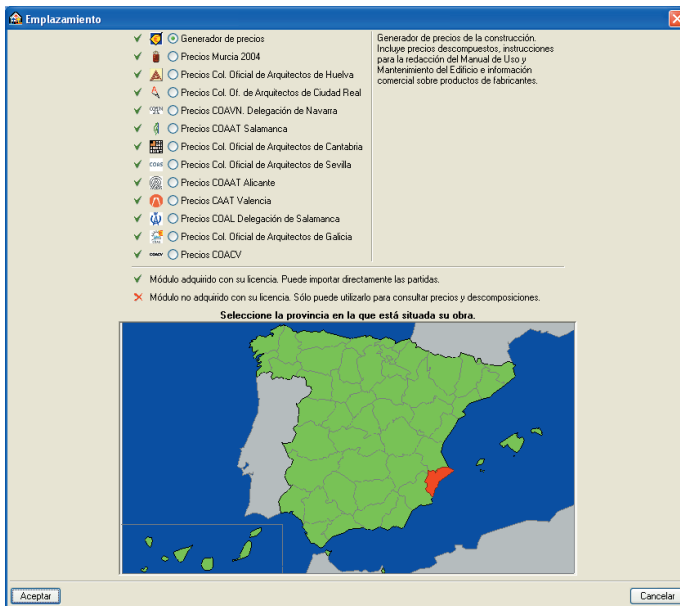 Emplazamiento
Generador de precios
Precios Murcia 2004
Precios Col. Oficial de Arquitectos de Huelva
Precios Col. Of. de Arquitectos de Ciudad Real
Precios COAVN. Delegación de Navarra
Precios COAAT Salamanca
Precios Col. Oficial de Arquitectos de Cantabria
COAS Precios Col. Oficial de Arquitectos de Sevilla
Precios COAAT Alicante
Precios CAAT Valencia
Precios COAL Delegación de Salamanca
Precios Col. Oficial de Arquitectos de Galicia
COACV Precios COACV
Generador de precios de la construcción.
Incluye precios descompuestos, instrucciones
para la redacción del Manual de Uso y
Mantenimiento del Edificio e información
comercial sobre productos de fabricantes.
Módulo adquirido con su licencia. Puede importar directamente las partidas.
Módulo no adquirido con su licencia. Sólo puede utilizarlo para consultar precios y descomposiciones.
Seleccione la provincia en la que está situada su obra.
Aceptar
Cancelar